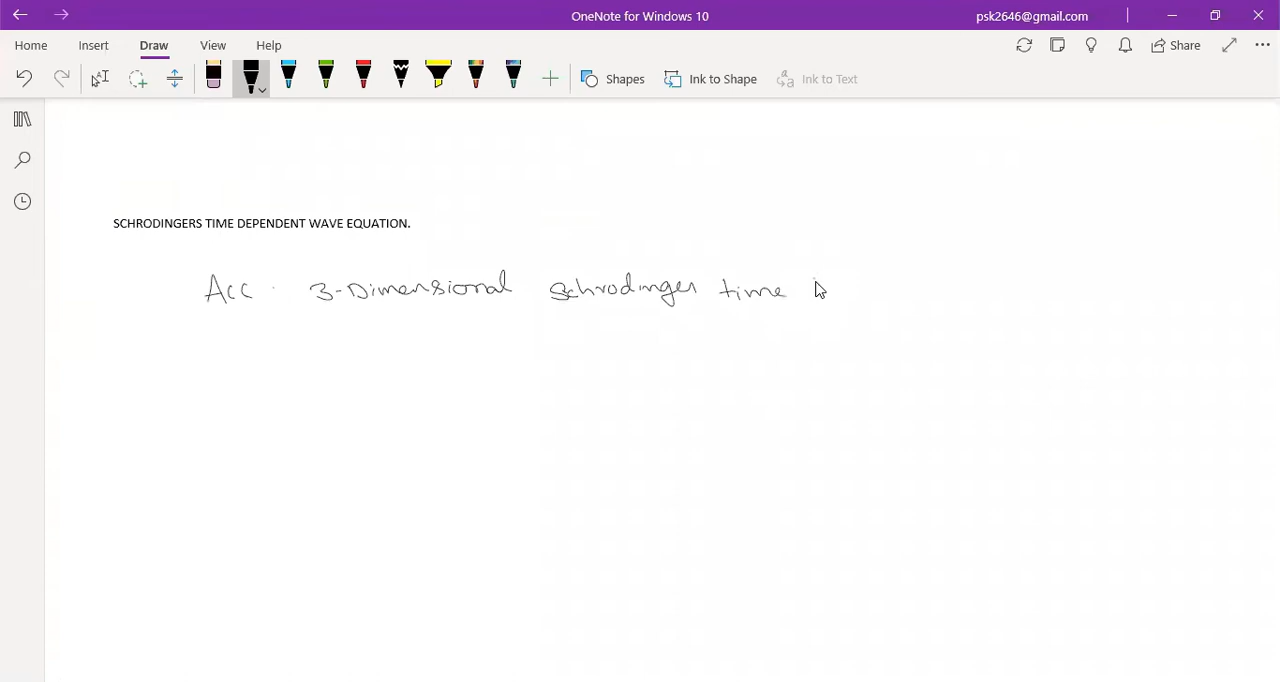 OneNote for Windows 10
psk2646@gmail.com
Home Insert Draw View Help
Share
Shapes Ink to Shape Ink to Text
SCHRODINGERS TIME DEPENDENT WAVE EQUATION.
Acc. 3-Dimensional Schrodinger time